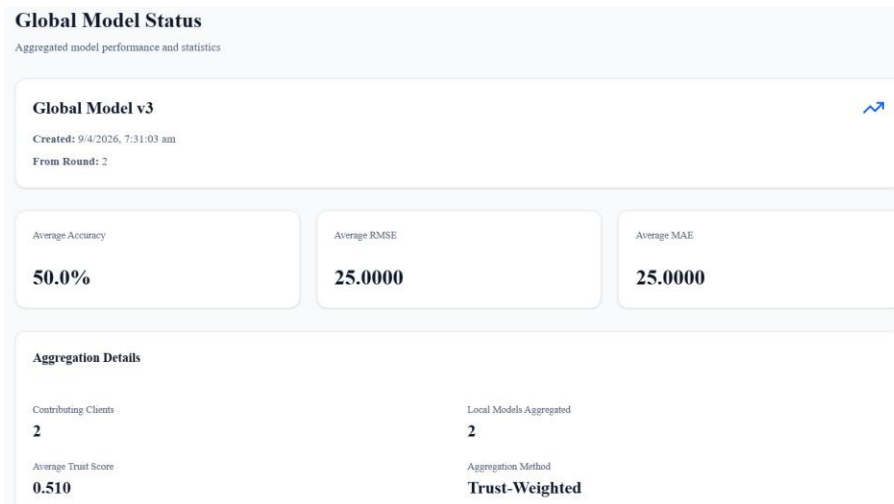 Global Model Status
Aggregated model performance and statistics
Global Model v3
Created: 9/4/2026, 7:31:03 am
From Round: 2
Average Accuracy
50.0%
Average RMSE
25.0000
Average MAE
25.0000
Aggregation Details
Contributing Clients
2
Local Models Aggregated
2
Average Trust Score
0.510
Aggregation Method
Trust-Weighted